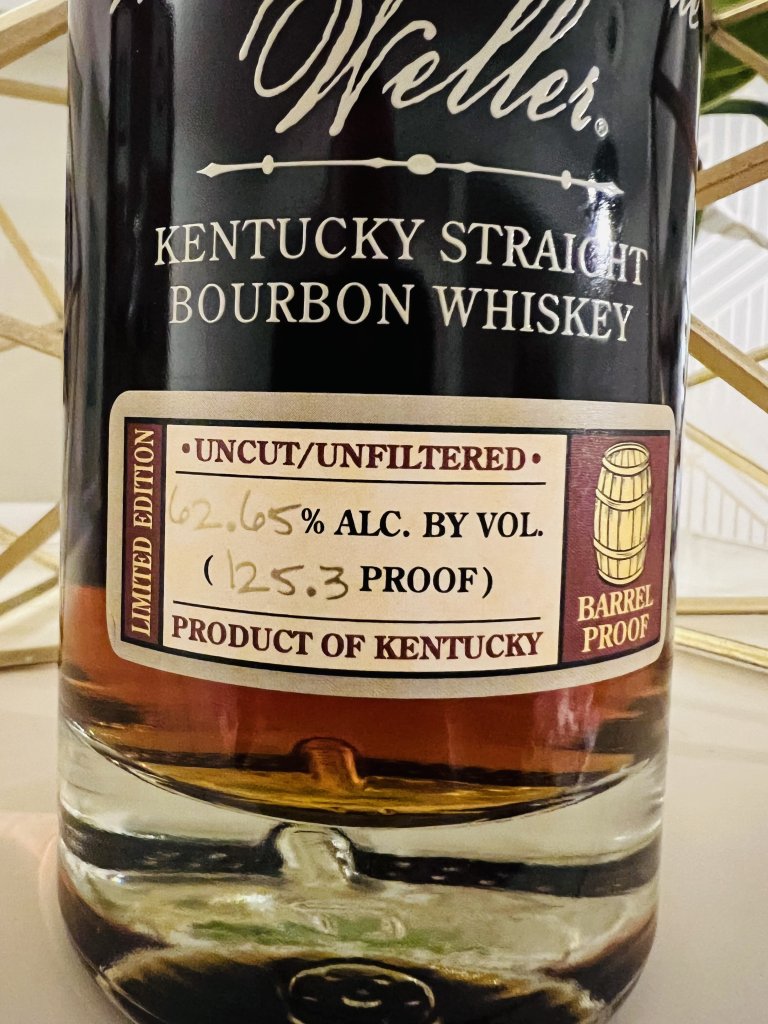 Weller®
KENTUCKY STRAIGHT
BOURBON WHISKEY
LIMITED EDITION
•UNCUT/UNFILTERED•
62.65% ALC. BY VOL.
(125.3 PROOF)
PRODUCT OF KENTUCKY
BARREL
PROOF